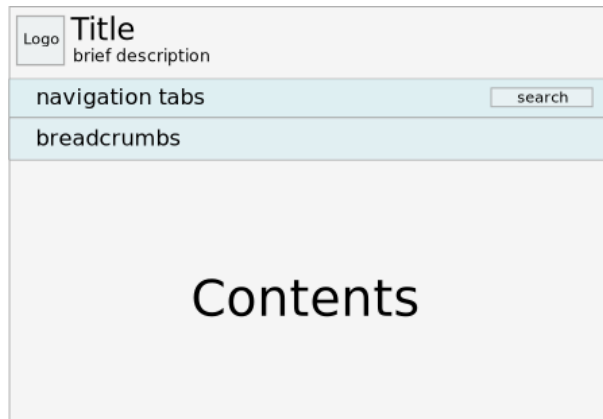 Logo
Title
brief description
navigation tabs
search
breadcrumbs
Contents